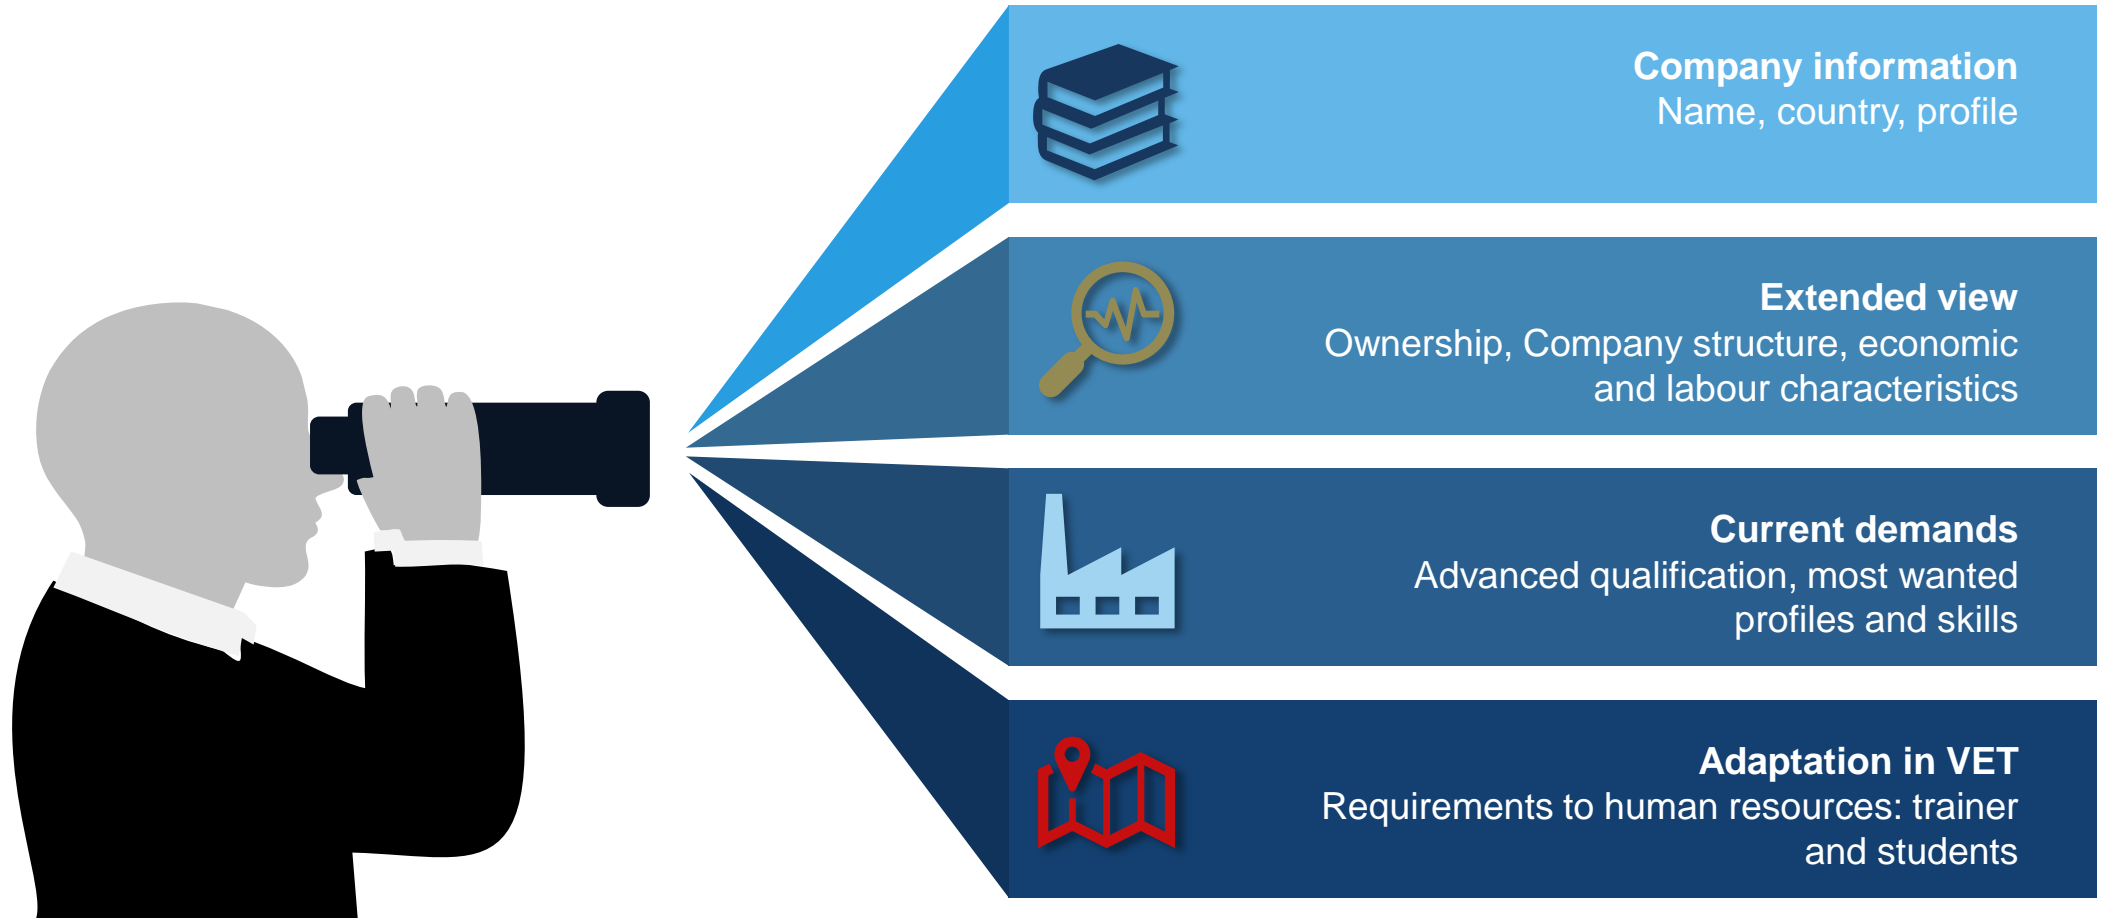 Company information
Name, country, profile
Extended view
Ownership, Company structure, economic
and labour characteristics
Current demands
Advanced qualification, most wanted
profiles and skills
Adaptation in VET
Requirements to human resources: trainer
and students